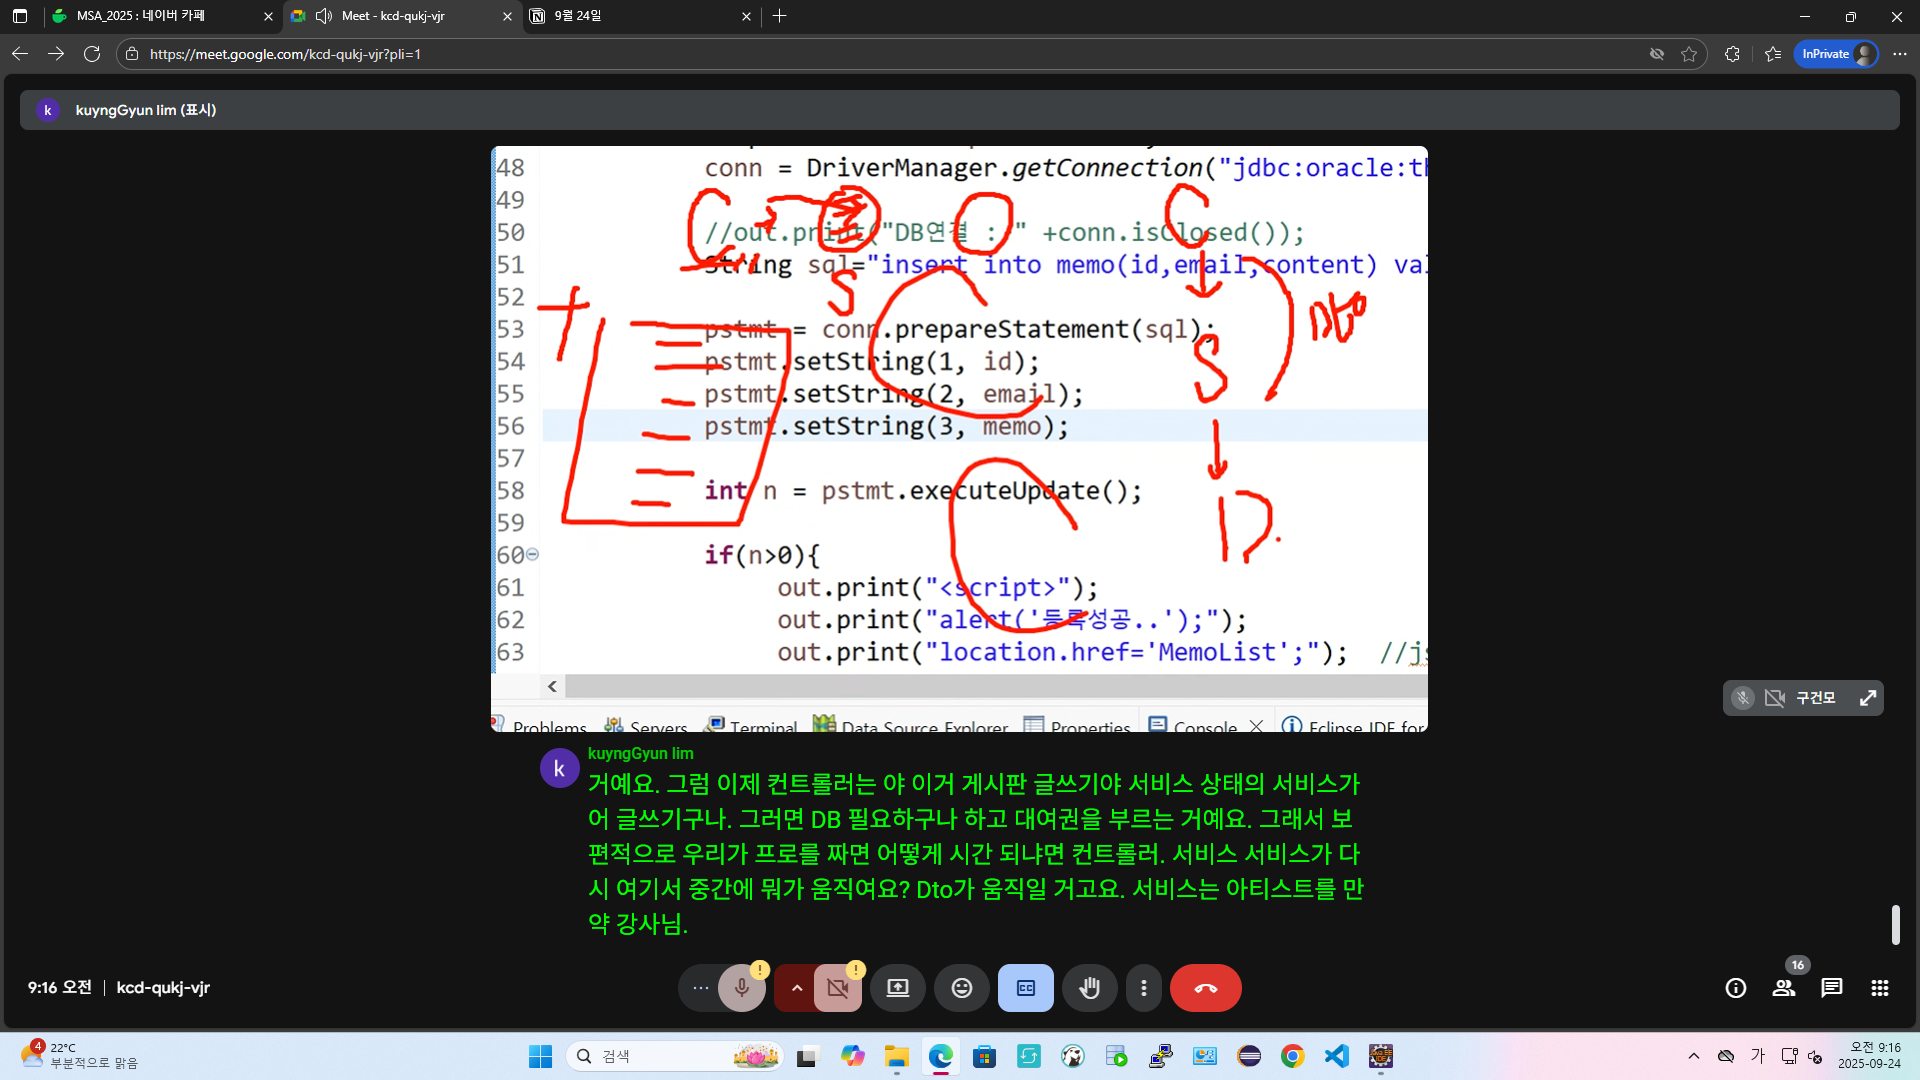 MSA_2025 : 네이버 카페
Meet - kcd-qukj-vjr
9월 24일
https://meet.google.com/kcd-qukj-vjr?pli=1
InPrivate
k
kuyngGyun lim (표시)
48 conn = DriverManager.getConnection("jdbc:oracle:th
49
50 //out.print("DB연결 : " +conn.isClosed());
51 String sql="insert into memo(id,email,content) val
52
53 pstmt = conn.prepareStatement(sql);
54 pstmt.setString(1, id);
55 pstmt.setString(2, email);
56 pstmt.setString(3, memo);
57
58 int n = pstmt.executeUpdate();
59
60 if(n>0){
61 out.print("<script>");
62 out.print("alert('등록성공..');");
63 out.print("location.href='MemoList';"); //js
C
S
C
S
D
Dto
Problems Servers Terminal Data Source Explorer Properties Console Eclipse IDE for
구건모
k
kuyngGyun lim
거예요. 그럼 이제 컨트롤러는 야 이거 게시판 글쓰기야 서비스 상태의 서비스가
어 글쓰기구나. 그러면 DB 필요하구나 하고 대여권을 부르는 거예요. 그래서 보
편적으로 우리가 프로를 짜면 어떻게 시간 되냐면 컨트롤러. 서비스 서비스가 다
시 여기서 중간에 뭐가 움직여요? Dto가 움직일 거고요. 서비스는 아티스트를 만
약 강사님.
9:16 오전 | kcd-qukj-vjr
16
4
22°C
부분적으로 맑음
검색
가
오전 9:16
2025-09-24